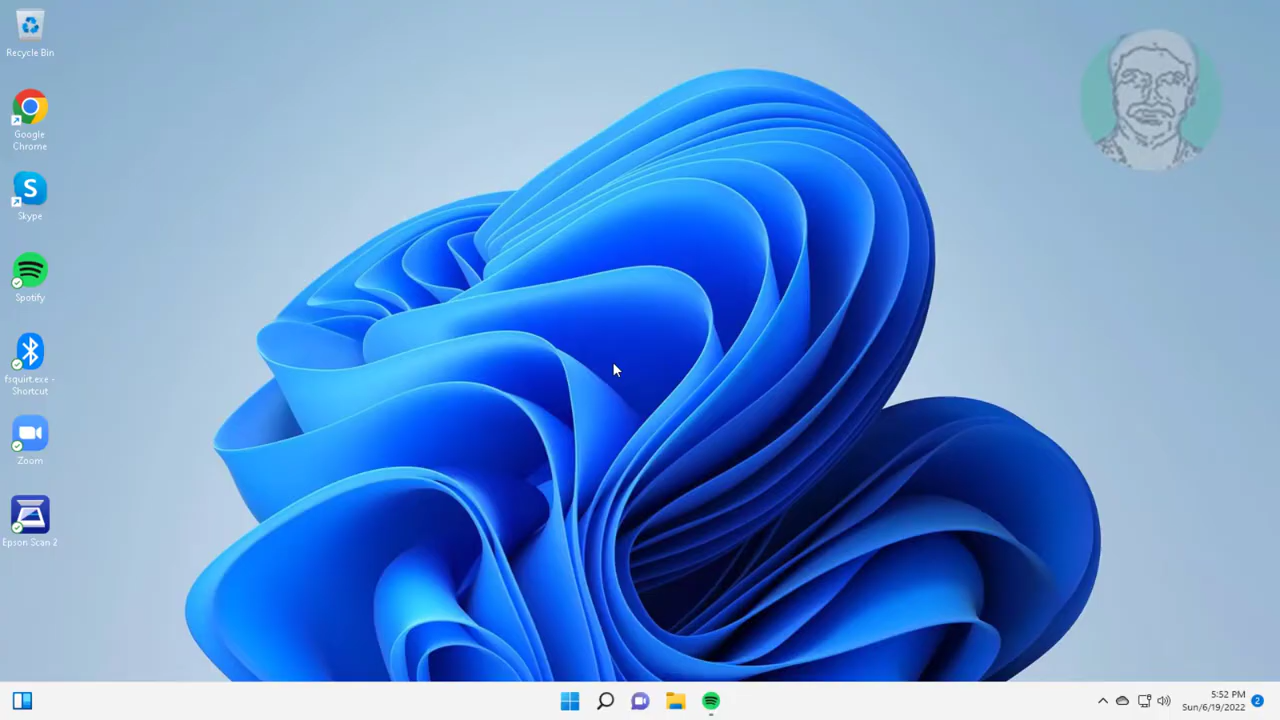 Recycle Bin
Google
Chrome
S
Skype
Spotify
fsquirt.exe -
Shortcut
Zoom
Epson Scan 2
5:52 PM
Sun/6/19/2022
2